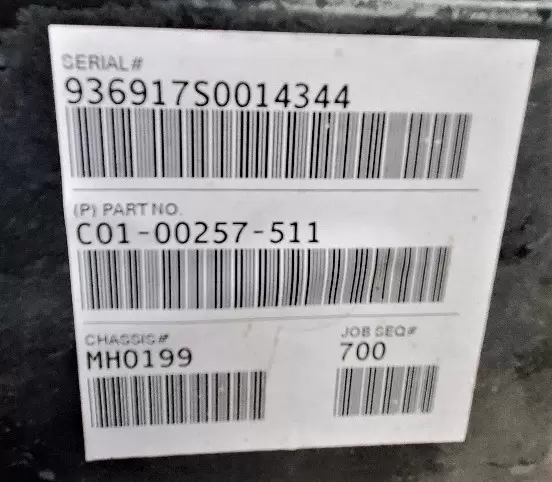 SERIAL#
936917S0014344
(P) PART NO.
C01-00257-511
CHASSIS#
MH0199
JOB SEQ#
700